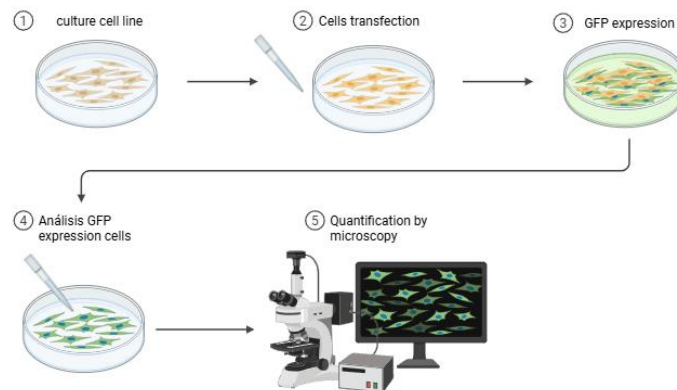 1 culture cell line
2 Cells transfection
3 GFP expression
4 Análisis GFP
expression cells
5 Quantification by
microscopy